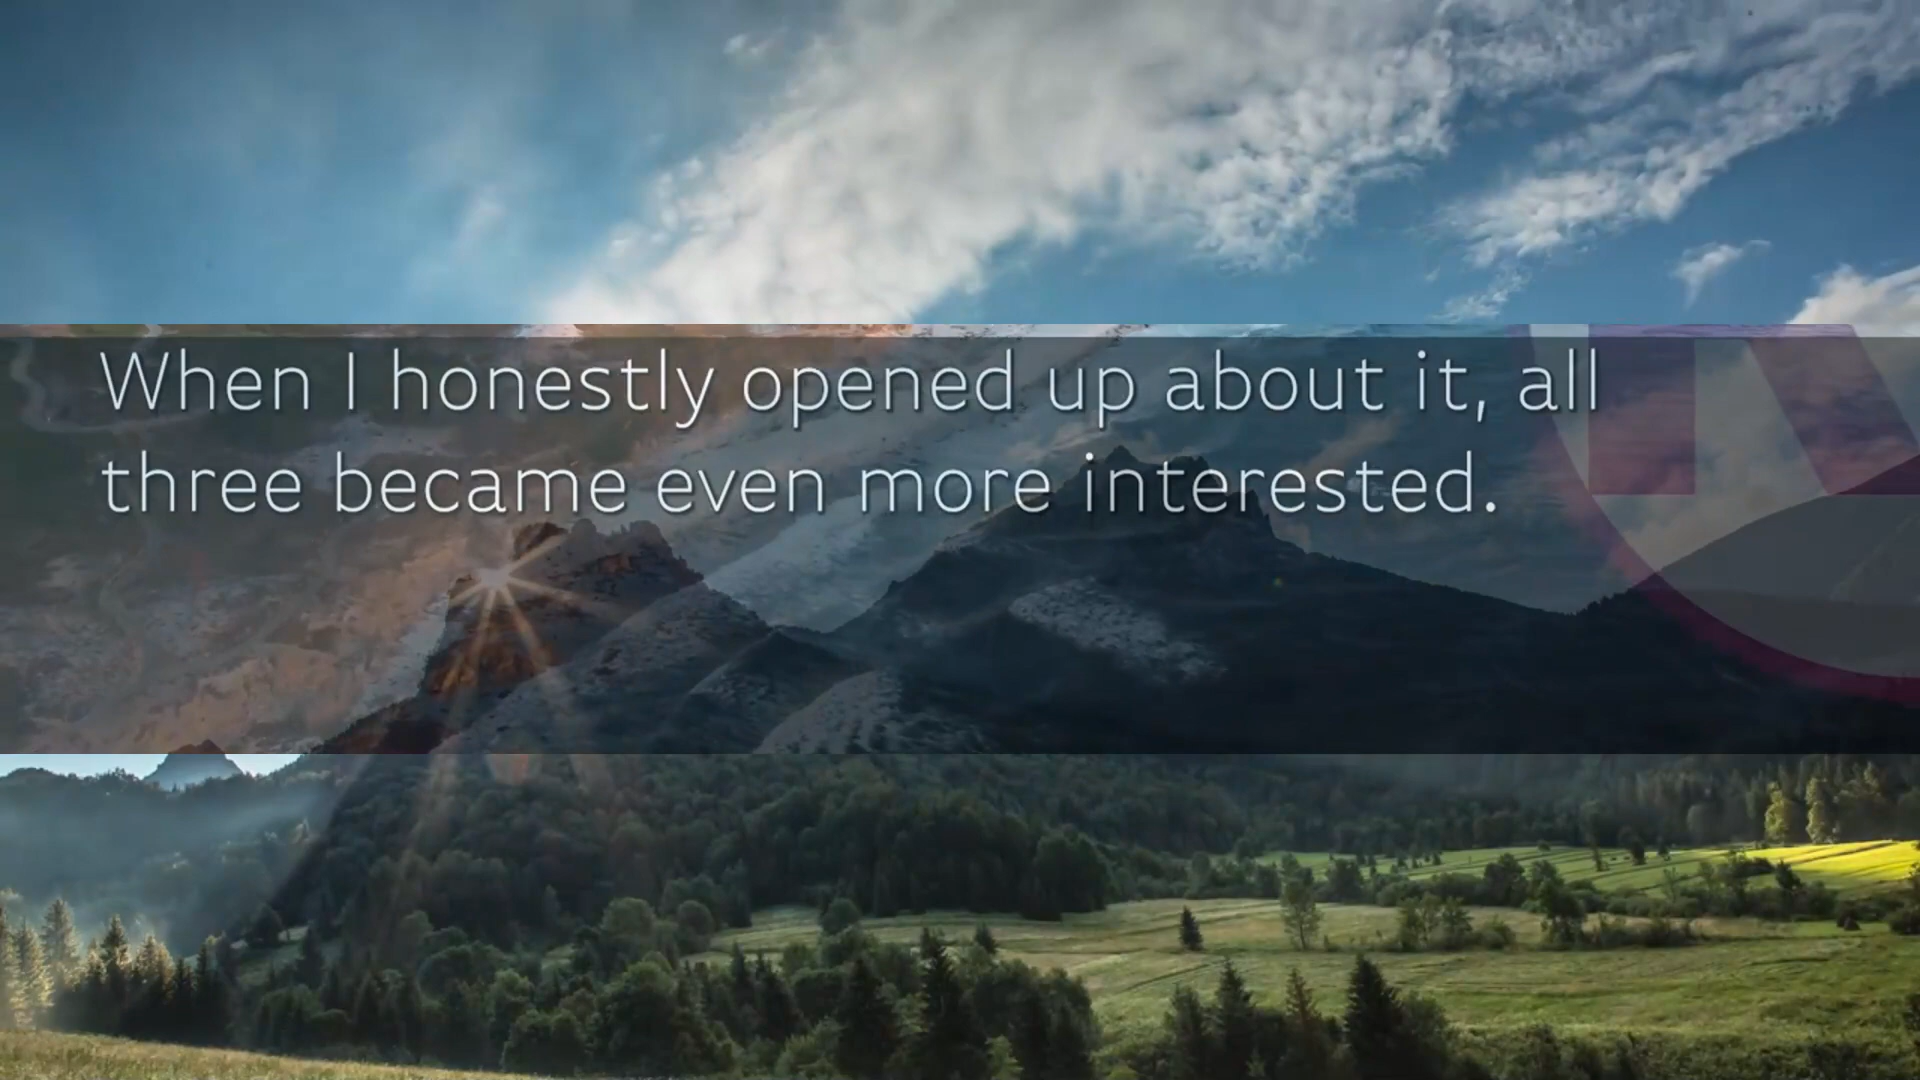 When I honestly opened up about it, all
three became even more interested.